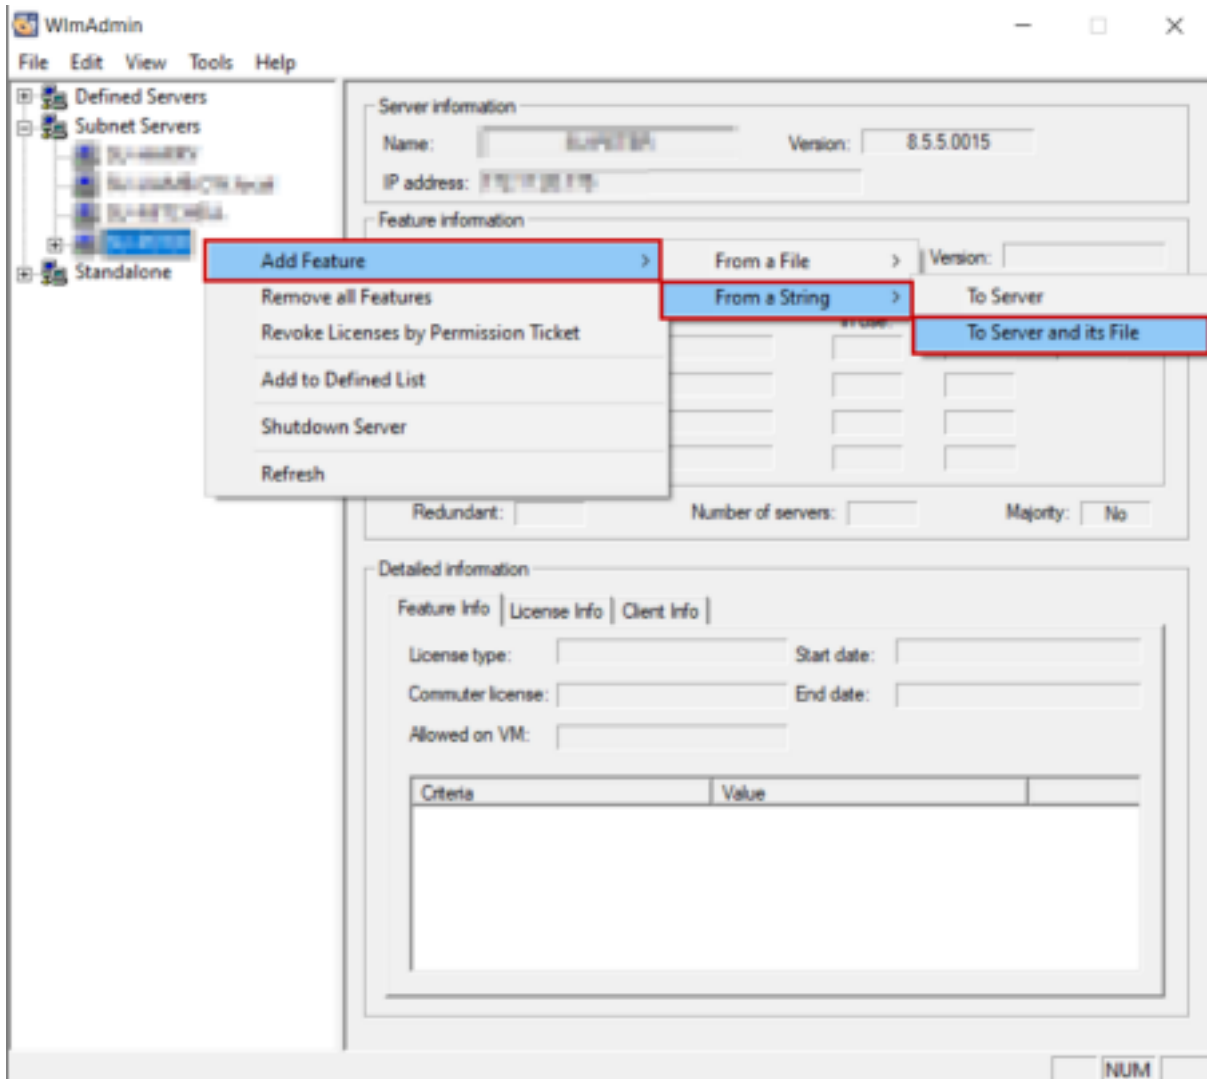 WlmAdmin
File Edit View Tools Help
Defined Servers
Subnet Servers
Standalone
Server information
Name: Version: 8.5.5.0015
IP address:
Feature information
Version:
Add Feature > From a File >
Remove all Features From a String > To Server
Revoke Licenses by Permission Ticket To Server and its File
Add to Defined List
Shutdown Server
Refresh
Redundant: Number of servers: Majority: No
Detailed information
Feature Info License Info Client Info
License type: Start date:
Commuter license: End date:
Allowed on VM:
Criteria Value
NUM